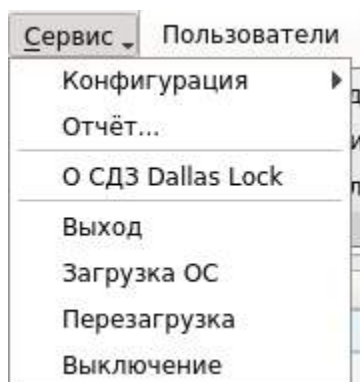 Сервис Пользователи
Конфигурация
Отчёт...
О СДЗ Dallas Lock
Выход
Загрузка ОС
Перезагрузка
Выключение